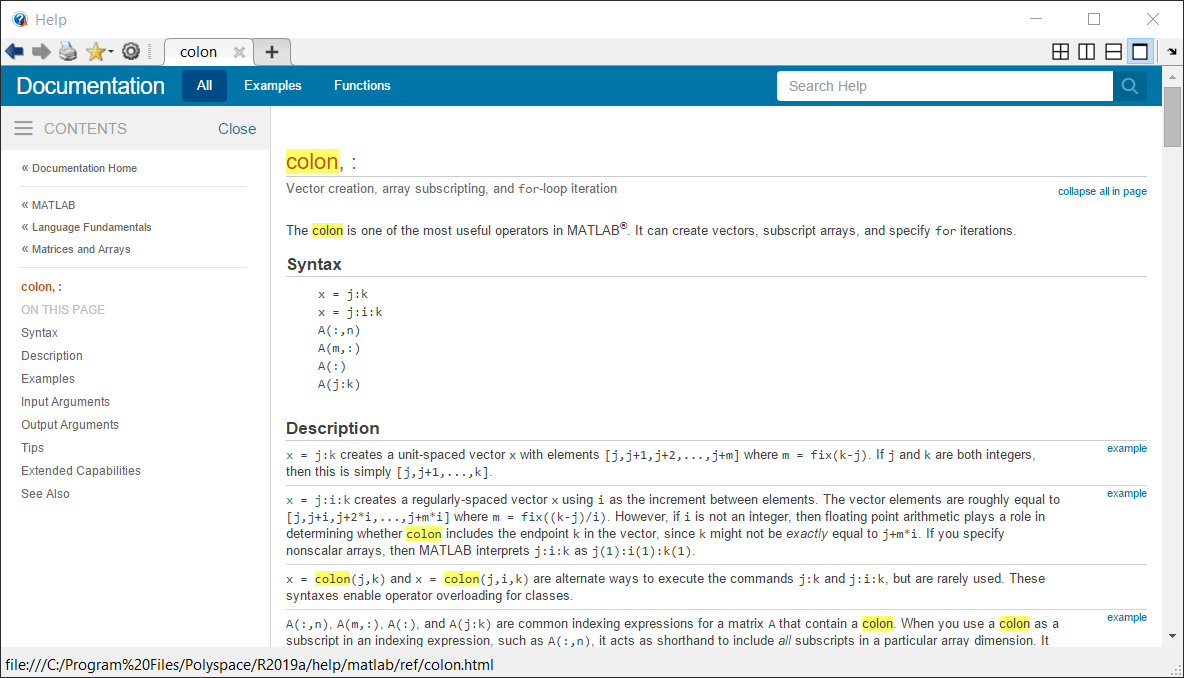 Help
colon
Documentation All Examples Functions Search Help
CONTENTS Close
« Documentation Home
« MATLAB
« Language Fundamentals
« Matrices and Arrays
colon, :
ON THIS PAGE
Syntax
Description
Examples
Input Arguments
Output Arguments
Tips
Extended Capabilities
See Also
colon, :
Vector creation, array subscripting, and for-loop iteration
collapse all in page
The colon is one of the most useful operators in MATLAB®. It can create vectors, subscript arrays, and specify for iterations.
Syntax
x = j:k
x = j:i:k
A(:,n)
A(m,:)
A(:)
A(j:k)
Description
x = j:k creates a unit-spaced vector x with elements [j,j+1,j+2,...,j+m] where m = fix(k-j). If j and k are both integers, example
then this is simply [j,j+1,...,k].
x = j:i:k creates a regularly-spaced vector x using i as the increment between elements. The vector elements are roughly equal to example
[j,j+i,j+2*i,...,j+m*i] where m = fix((k-j)/i). However, if i is not an integer, then floating point arithmetic plays a role in
determining whether colon includes the endpoint k in the vector, since k might not be exactly equal to j+m*i. If you specify
nonscalar arrays, then MATLAB interprets j:i:k as j(1):i(1):k(1).
x = colon(j,k) and x = colon(j,i,k) are alternate ways to execute the commands j:k and j:i:k, but are rarely used. These
syntaxes enable operator overloading for classes.
A(:,n), A(m,:), A(:), and A(j:k) are common indexing expressions for a matrix A that contain a colon. When you use a colon as a example
subscript in an indexing expression, such as A(:,n), it acts as shorthand to include all subscripts in a particular array dimension. It
file:///C:/Program%20Files/Polyspace/R2019a/help/matlab/ref/colon.html